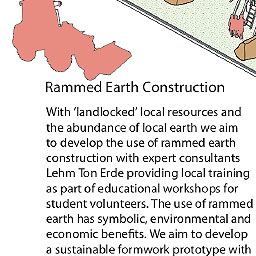 Rammed Earth Construction
With ‘landlocked’ local resources and
the abundance of local earth we aim
to develop the use of rammed earth
construction with expert consultants
Lehm Ton Erde providing local training
as part of educational workshops for
student volunteers. The use of rammed
earth has symbolic, environmental and
economic benefits. We aim to develop
a sustainable formwork prototype with